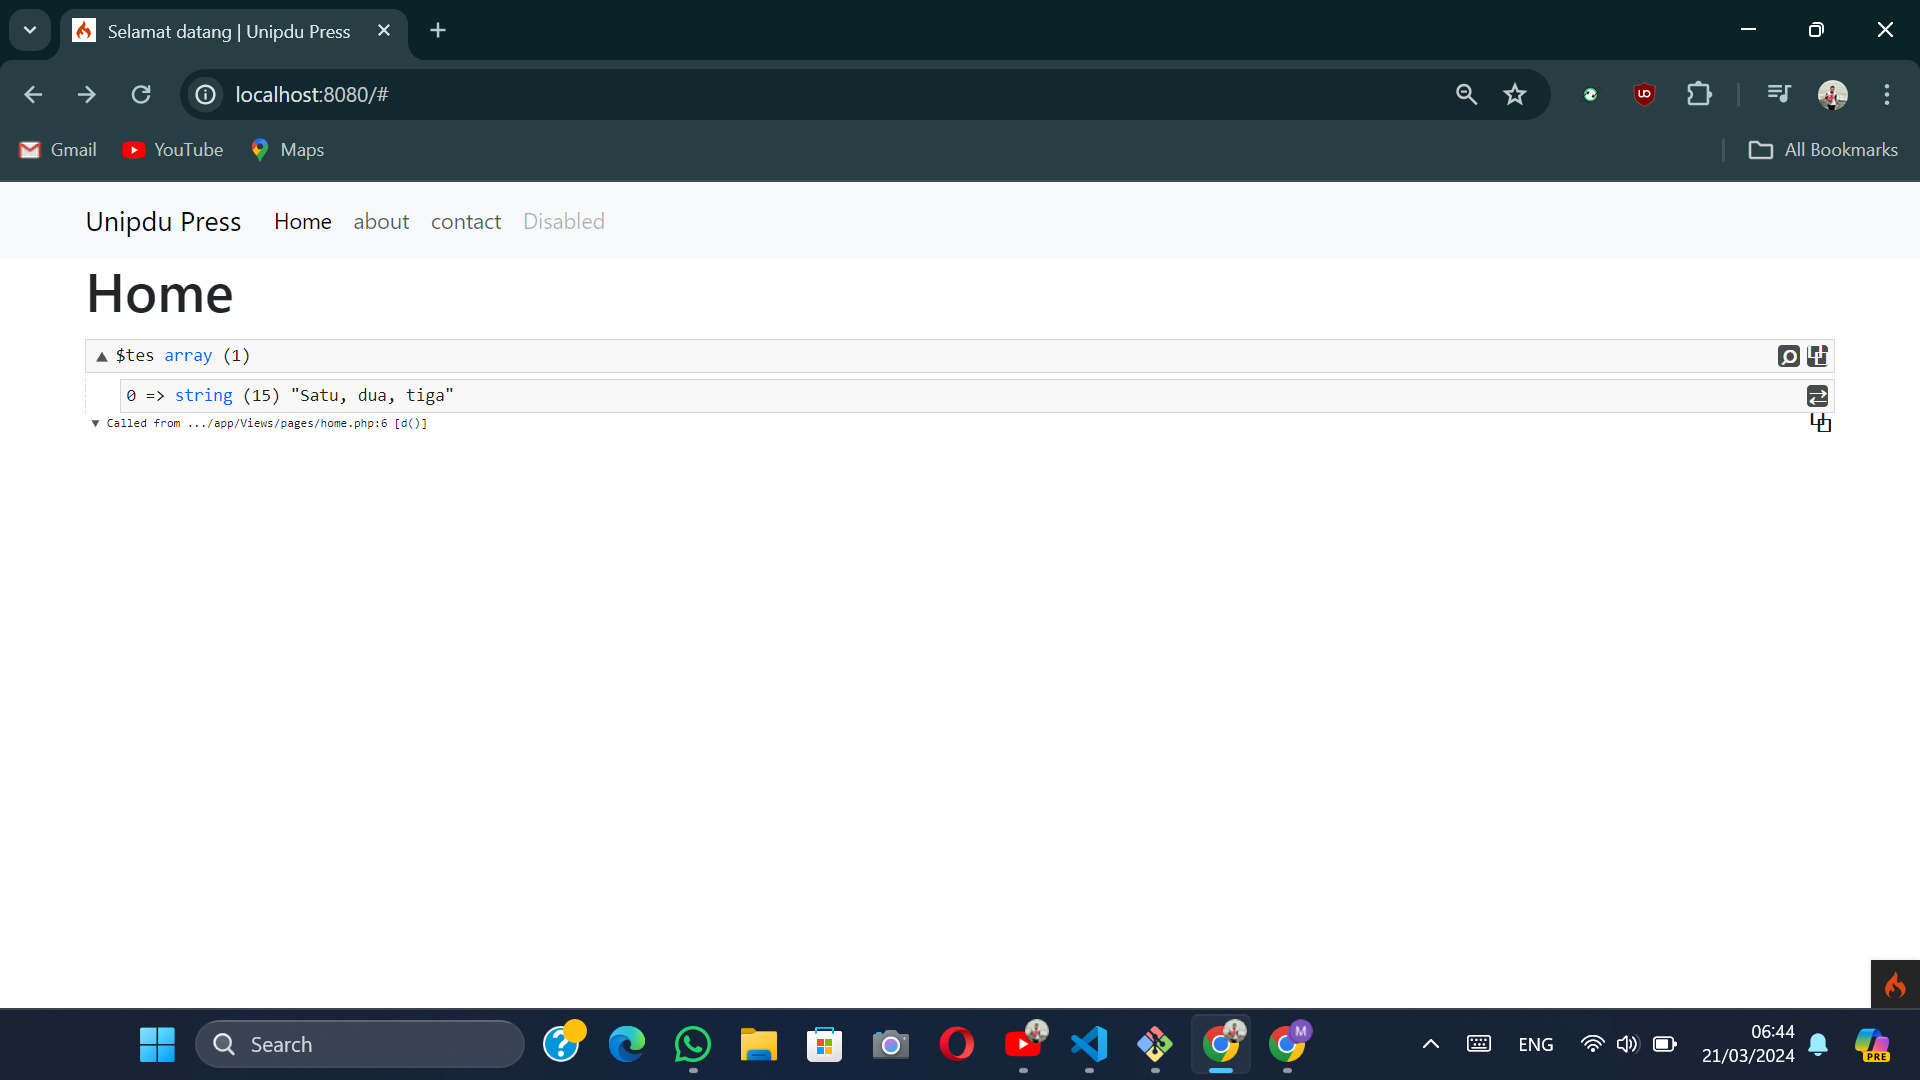 Selamat datang | Unipdu Press
localhost:8080/#
Gmail YouTube Maps All Bookmarks
Unipdu Press Home about contact Disabled
Home
$tes array (1)
0 => string (15) "Satu, dua, tiga"
Called from .../app/Views/pages/home.php:6 [d()]
Search
M
ENG
06:44
21/03/2024
PRE